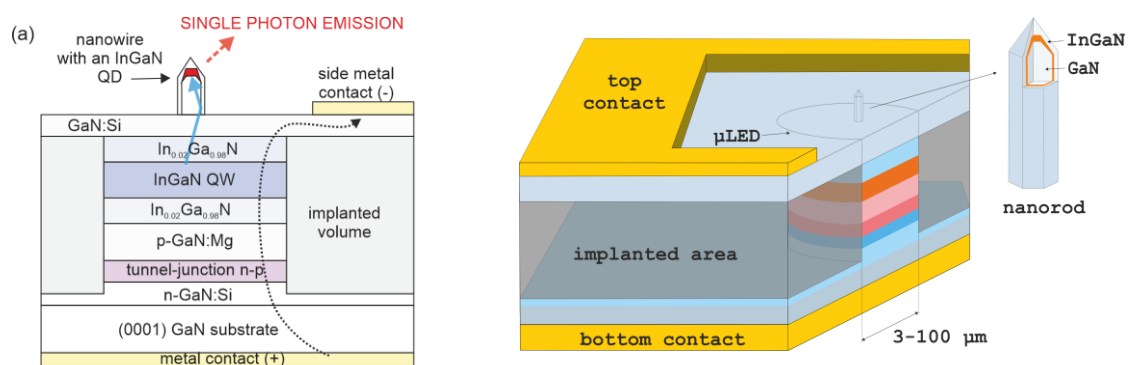 (a)
SINGLE PHOTON EMISSION
nanowire
with an InGaN
QD
side metal
contact (-)
GaN:Si
In₀.₀₂Ga₀.₉₈N
InGaN QW
In₀.₀₂Ga₀.₉₈N
p-GaN:Mg
tunnel-junction n-p
n-GaN:Si
(0001) GaN substrate
metal contact (+)
implanted
volume
top
contact
µLED
implanted area
bottom contact
3-100 µm
InGaN
GaN
nanorod